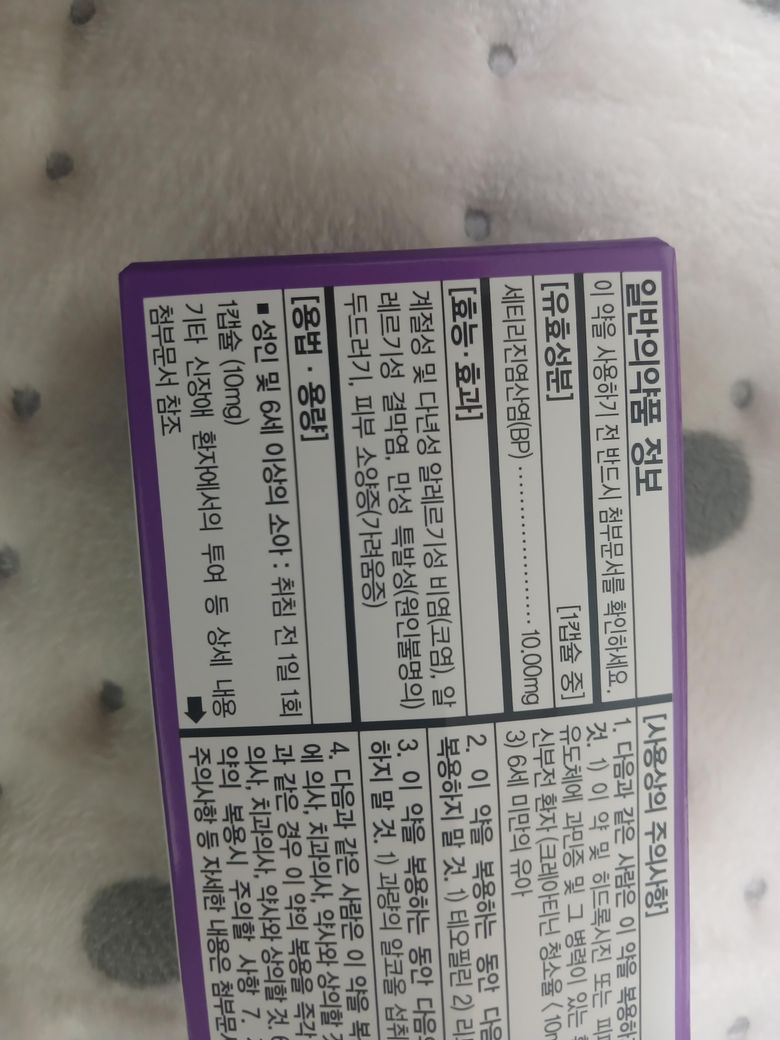 일반의약품 정보
이 약을 사용하기 전 반드시 첨부문서를 확인하세요.
[유효성분] [1캡슐 중]
세티리진염산염(BP) ···················· 10.00mg
[효능·효과]
계절성 및 다년성 알레르기성 비염(코염), 알
레르기성 결막염, 만성 특발성(원인불명의)
두드러기, 피부 소양증(가려움증)
[용법·용량]
■ 성인 및 6세 이상의 소아 : 취침 전 1일 1회
1캡슐 (10mg)
기타 신장애 환자에서의 투여 등 상세 내용
첨부문서 참조
[사용상의 주의사항]
1. 다음과 같은 사람은 이 약을 복용하
것. 1) 이 약 및 히드록시진 또는 피페
유도체에 과민증 및 그 병력이 있는
신부전 환자 (크레아티닌 청소율 < 10m
3) 6세 미만의 유아
2. 이 약을 복용하는 동안 다음
복용하지 말 것. 1) 테오필린 2) 리
3. 이 약을 복용하는 동안 다음
하지 말 것. 1) 과량의 알코올 섭취
4. 다음과 같은 사람은 이 약을 복
에 의사, 치과의사, 약사와 상의할 것
과 같은 경우 이 약의 복용을 즉각
의사, 치과의사, 약사와 상의할 것. 6
약의 복용시 주의할 사항 7.
주의사항 등 자세한 내용은 첨부문서